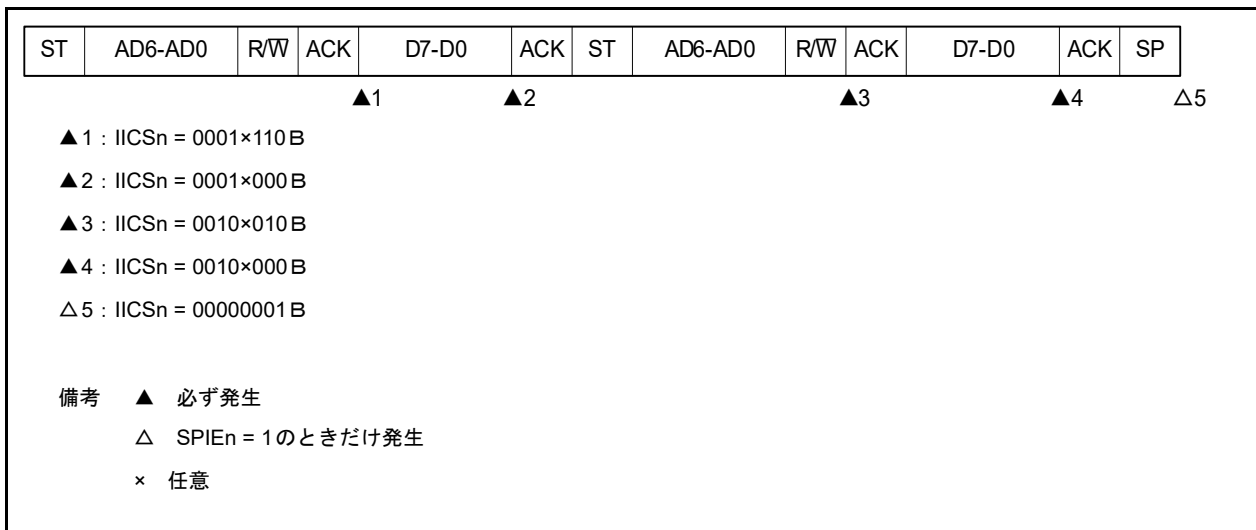 ST AD6-AD0 R/W̅ ACK D7-D0 ACK ST AD6-AD0 R/W̅ ACK D7-D0 ACK SP
▲1 ▲2 ▲3 ▲4 △5
▲1：IICSn = 0001×110B
▲2：IICSn = 0001×000B
▲3：IICSn = 0010×010B
▲4：IICSn = 0010×000B
△5：IICSn = 00000001B
備考 ▲ 必ず発生
△ SPIEn = 1のときだけ発生
× 任意